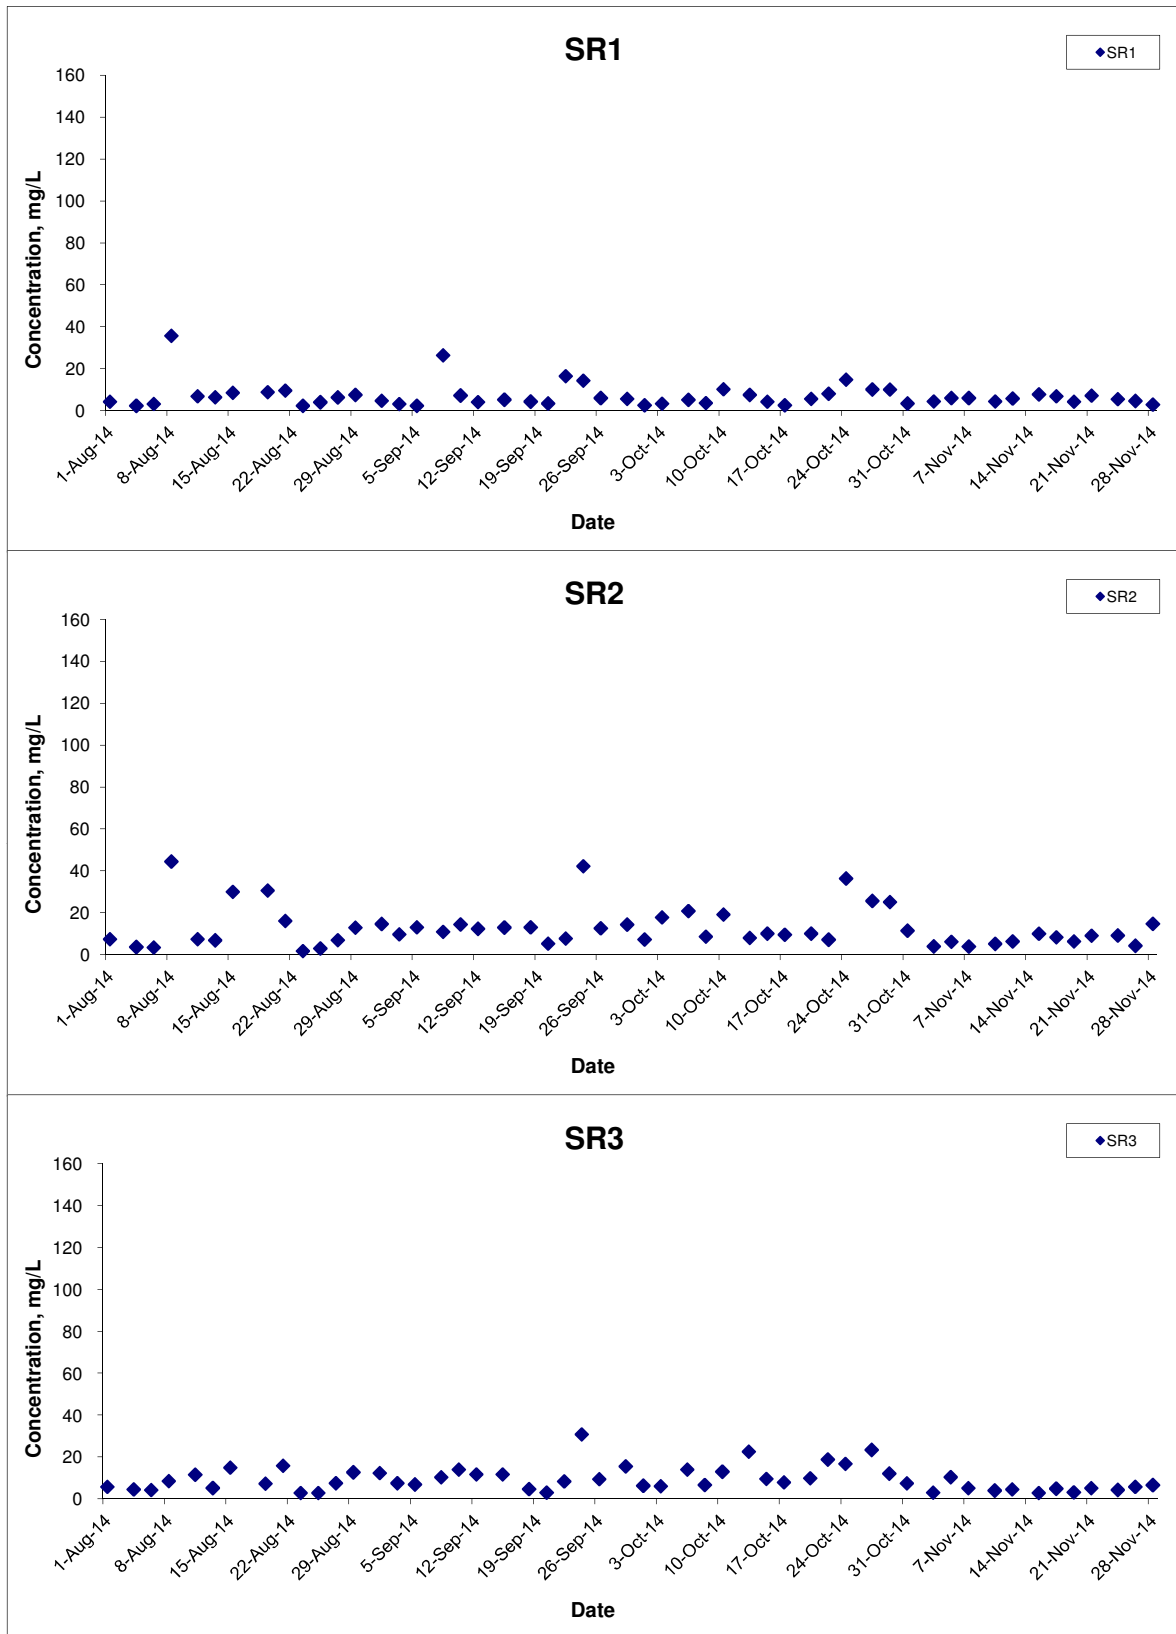 SR1
SR1
160
140
120
100
80
60
40
20
0
Concentration, mg/L
1-Aug-14
8-Aug-14
15-Aug-14
22-Aug-14
29-Aug-14
5-Sep-14
12-Sep-14
19-Sep-14
26-Sep-14
3-Oct-14
10-Oct-14
17-Oct-14
24-Oct-14
31-Oct-14
7-Nov-14
14-Nov-14
21-Nov-14
28-Nov-14
Date
SR2
SR2
160
140
120
100
80
60
40
20
0
Concentration, mg/L
1-Aug-14
8-Aug-14
15-Aug-14
22-Aug-14
29-Aug-14
5-Sep-14
12-Sep-14
19-Sep-14
26-Sep-14
3-Oct-14
10-Oct-14
17-Oct-14
24-Oct-14
31-Oct-14
7-Nov-14
14-Nov-14
21-Nov-14
28-Nov-14
Date
SR3
SR3
160
140
120
100
80
60
40
20
0
Concentration, mg/L
1-Aug-14
8-Aug-14
15-Aug-14
22-Aug-14
29-Aug-14
5-Sep-14
12-Sep-14
19-Sep-14
26-Sep-14
3-Oct-14
10-Oct-14
17-Oct-14
24-Oct-14
31-Oct-14
7-Nov-14
14-Nov-14
21-Nov-14
28-Nov-14
Date